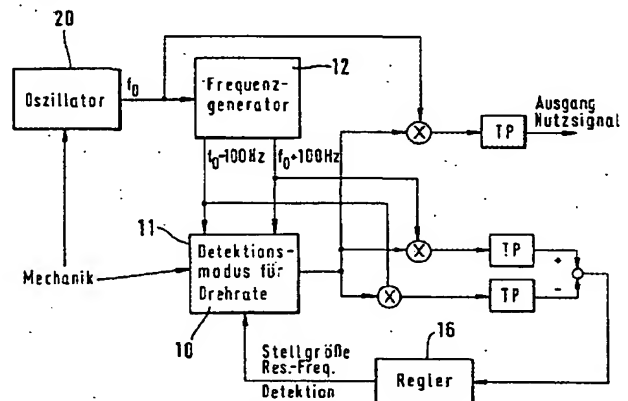 20
Oszillator
f0
12
Frequenz-
generator
f0-100Hz
f0+100Hz
X
TP
Ausgang
Nutzsignal
11
Detektions-
modus für
Drehrate
10
Mechanik
X
TP
+
X
TP
-
Stellgröße
Res.-Freq.
Detektion
16
Regler